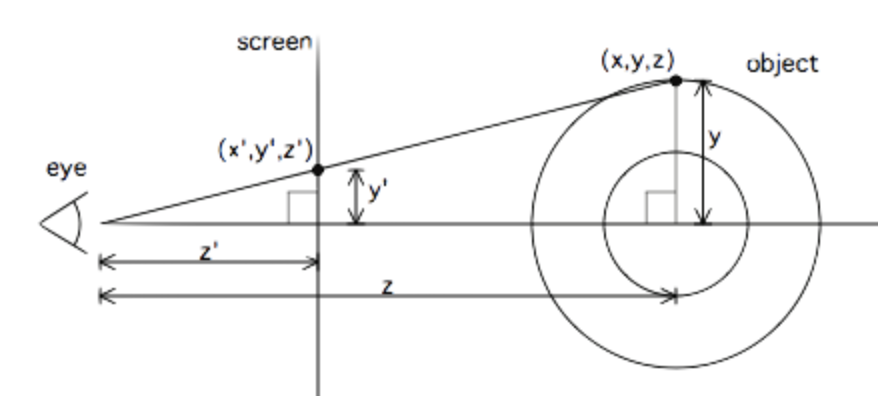 screen
(x,y,z)
object
(x',y',z')
eye
y'
y
z'
z